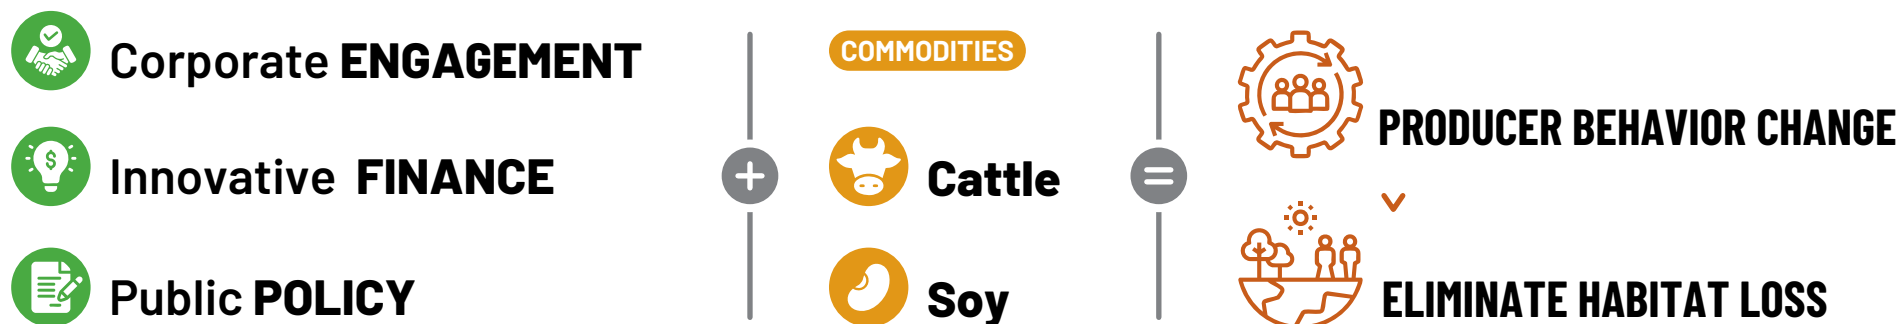 Corporate ENGAGEMENT
Innovative FINANCE
Public POLICY
+
COMMODITIES
Cattle
Soy
=
PRODUCER BEHAVIOR CHANGE
ELIMINATE HABITAT LOSS